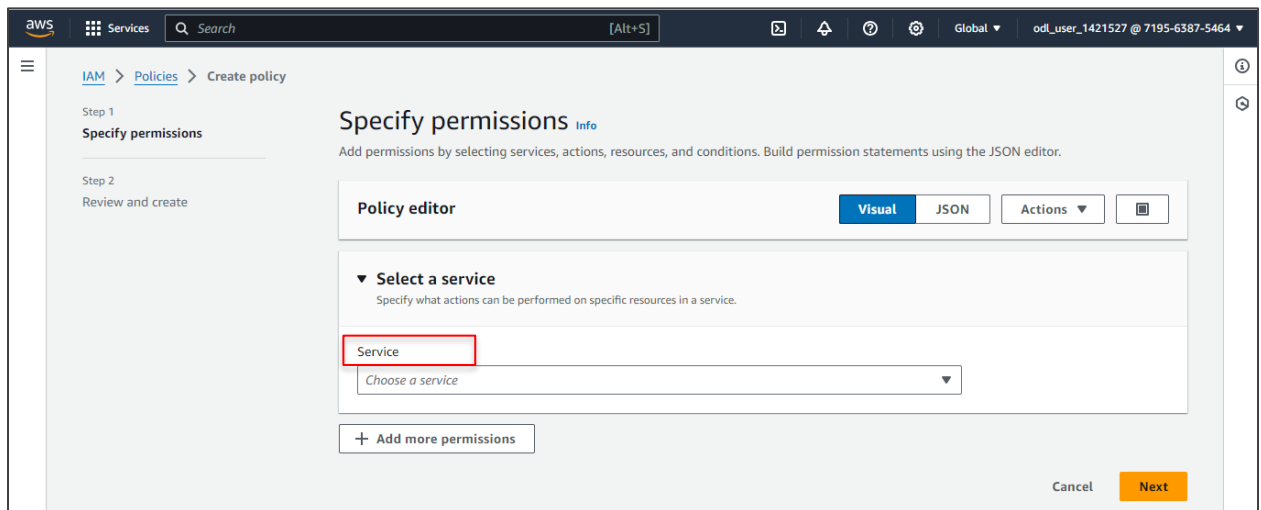 aws Services Search [Alt+S] Global odl_user_1421527 @ 7195-6387-5464
IAM > Policies > Create policy
Step 1
Specify permissions
Step 2
Review and create
Specify permissions Info
Add permissions by selecting services, actions, resources, and conditions. Build permission statements using the JSON editor.
Policy editor Visual JSON Actions
Select a service
Specify what actions can be performed on specific resources in a service.
Service
Choose a service
+ Add more permissions
Cancel Next